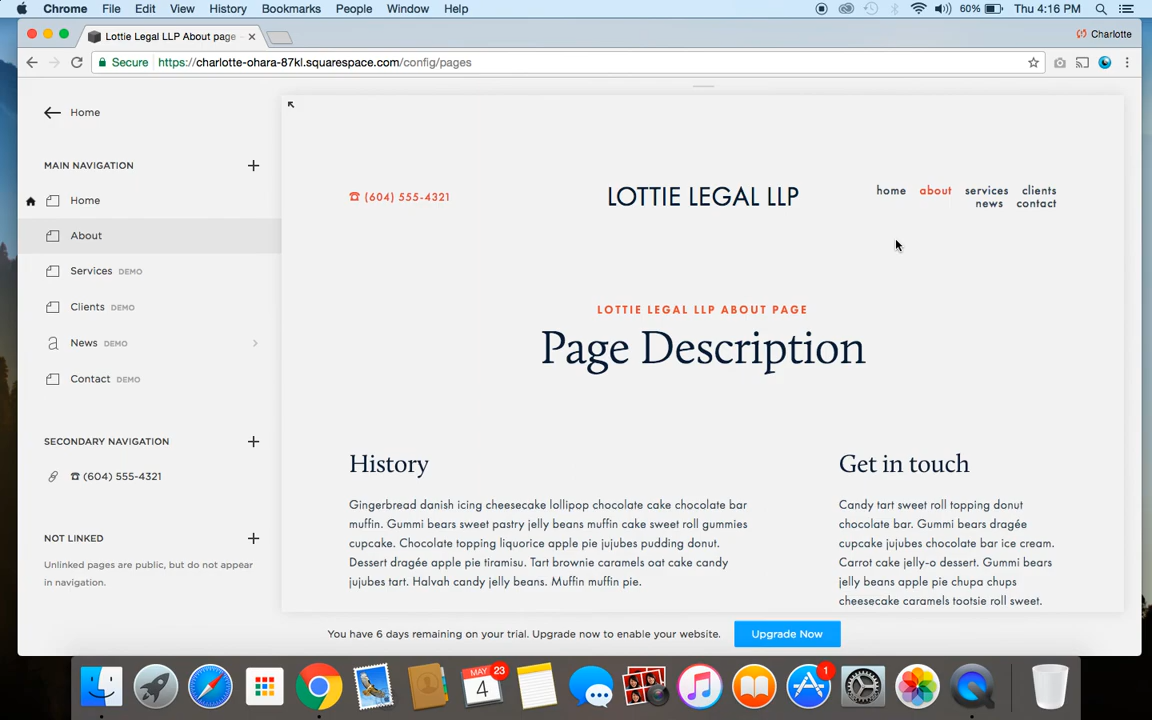 Chrome File Edit View History Bookmarks People Window Help 60% Thu 4:16 PM
Lottie Legal LLP About page Charlotte
Secure https://charlotte-ohara-87kl.squarespace.com/config/pages
Home
MAIN NAVIGATION
Home
About
Services DEMO
Clients DEMO
News DEMO
Contact DEMO
SECONDARY NAVIGATION
☎ (604) 555-4321
NOT LINKED
Unlinked pages are public, but do not appear
in navigation.
☎ (604) 555-4321
LOTTIE LEGAL LLP
home about services clients
news contact
LOTTIE LEGAL LLP ABOUT PAGE
Page Description
History
Gingerbread danish icing cheesecake lollipop chocolate cake chocolate bar
muffin. Gummi bears sweet pastry jelly beans muffin cake sweet roll gummies
cupcake. Chocolate topping liquorice apple pie jujubes pudding donut.
Dessert dragée apple pie tiramisu. Tart brownie caramels oat cake candy
jujubes tart. Halvah candy jelly beans. Muffin muffin pie.
Get in touch
Candy tart sweet roll topping donut
chocolate bar. Gummi bears dragée
cupcake jujubes chocolate bar ice cream.
Carrot cake jelly-o dessert. Gummi bears
jelly beans apple pie chupa chups
cheesecake caramels tootsie roll sweet.
You have 6 days remaining on your trial. Upgrade now to enable your website. Upgrade Now
MAY 23
4
1